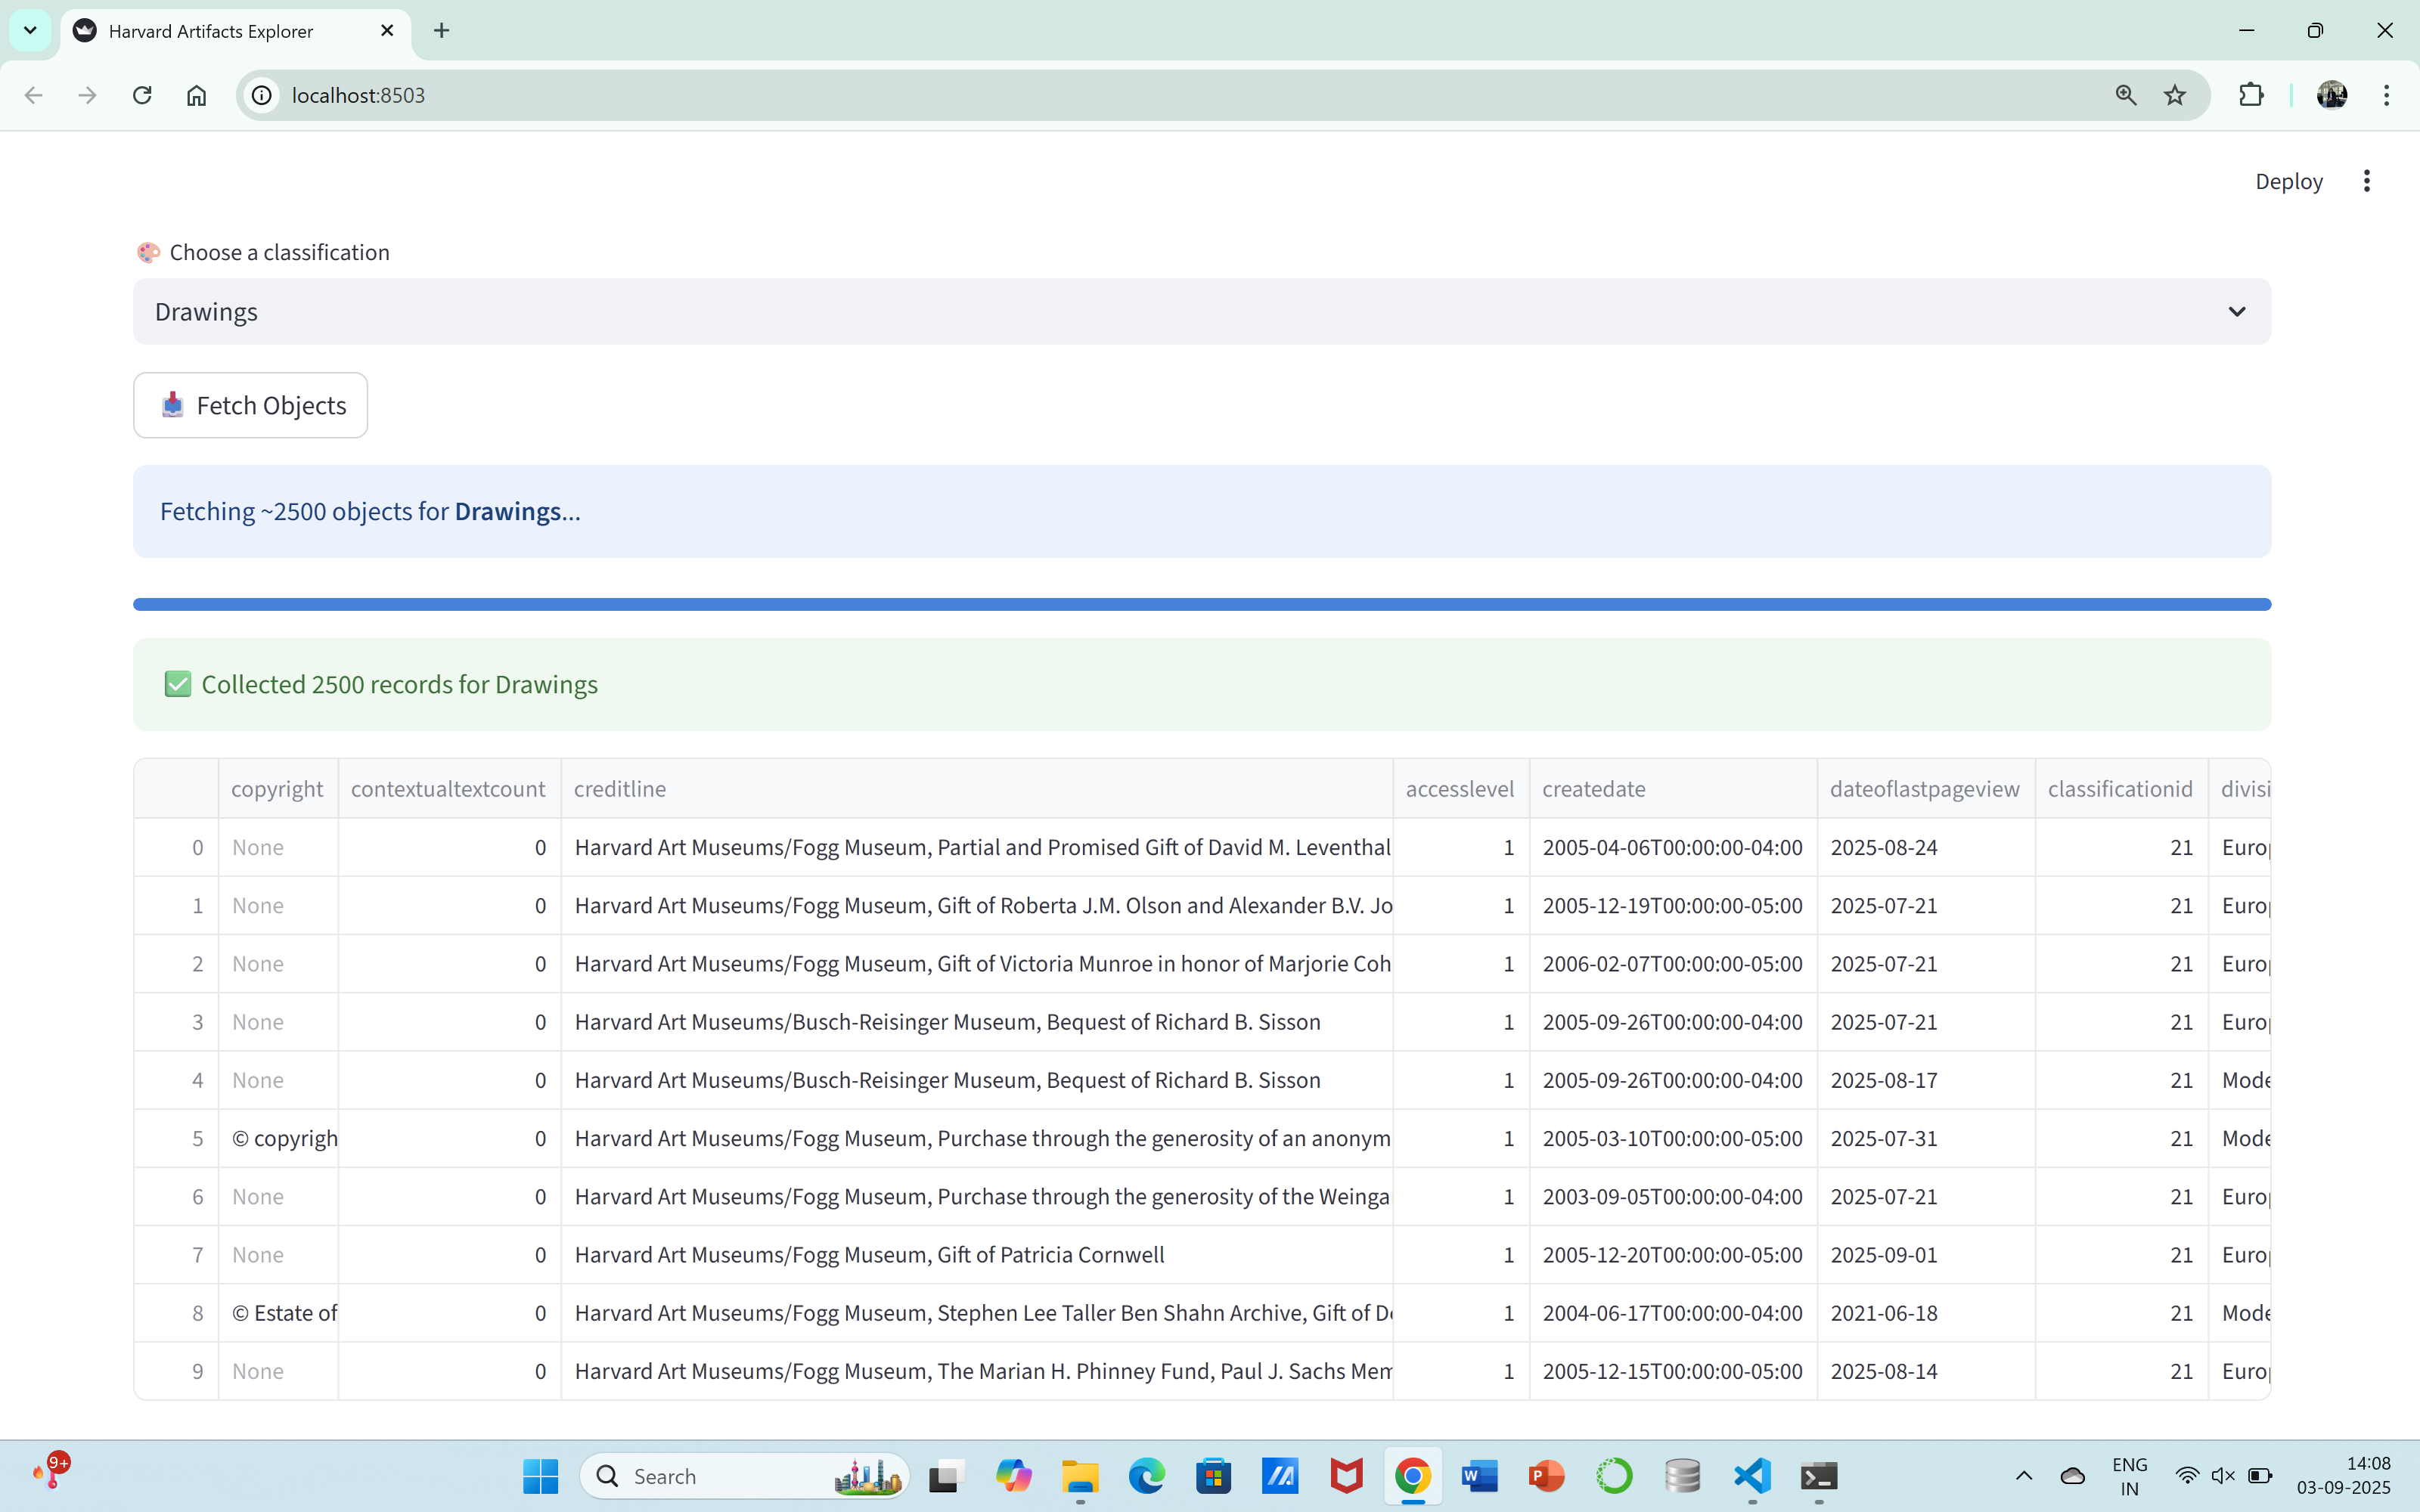 Harvard Artifacts Explorer
localhost:8503
Deploy
Choose a classification
Drawings
Fetch Objects
Fetching ~2500 objects for Drawings...
Collected 2500 records for Drawings
copyright contextualtextcount creditline accesslevel createdate dateoflastpageview classificationid divisi
0 None 0 Harvard Art Museums/Fogg Museum, Partial and Promised Gift of David M. Leventhal 1 2005-04-06T00:00:00-04:00 2025-08-24 21 Euro
1 None 0 Harvard Art Museums/Fogg Museum, Gift of Roberta J.M. Olson and Alexander B.V. Jo 1 2005-12-19T00:00:00-05:00 2025-07-21 21 Euro
2 None 0 Harvard Art Museums/Fogg Museum, Gift of Victoria Munroe in honor of Marjorie Coh 1 2006-02-07T00:00:00-05:00 2025-07-21 21 Euro
3 None 0 Harvard Art Museums/Busch-Reisinger Museum, Bequest of Richard B. Sisson 1 2005-09-26T00:00:00-04:00 2025-07-21 21 Euro
4 None 0 Harvard Art Museums/Busch-Reisinger Museum, Bequest of Richard B. Sisson 1 2005-09-26T00:00:00-04:00 2025-08-17 21 Mode
5 © copyrigh 0 Harvard Art Museums/Fogg Museum, Purchase through the generosity of an anonym 1 2005-03-10T00:00:00-05:00 2025-07-31 21 Mode
6 None 0 Harvard Art Museums/Fogg Museum, Purchase through the generosity of the Weinga 1 2003-09-05T00:00:00-04:00 2025-07-21 21 Euro
7 None 0 Harvard Art Museums/Fogg Museum, Gift of Patricia Cornwell 1 2005-12-20T00:00:00-05:00 2025-09-01 21 Euro
8 © Estate of 0 Harvard Art Museums/Fogg Museum, Stephen Lee Taller Ben Shahn Archive, Gift of D 1 2004-06-17T00:00:00-04:00 2021-06-18 21 Mode
9 None 0 Harvard Art Museums/Fogg Museum, The Marian H. Phinney Fund, Paul J. Sachs Mem 1 2005-12-15T00:00:00-05:00 2025-08-14 21 Euro
9+
Search
W
P
ENG
IN
14:08
03-09-2025